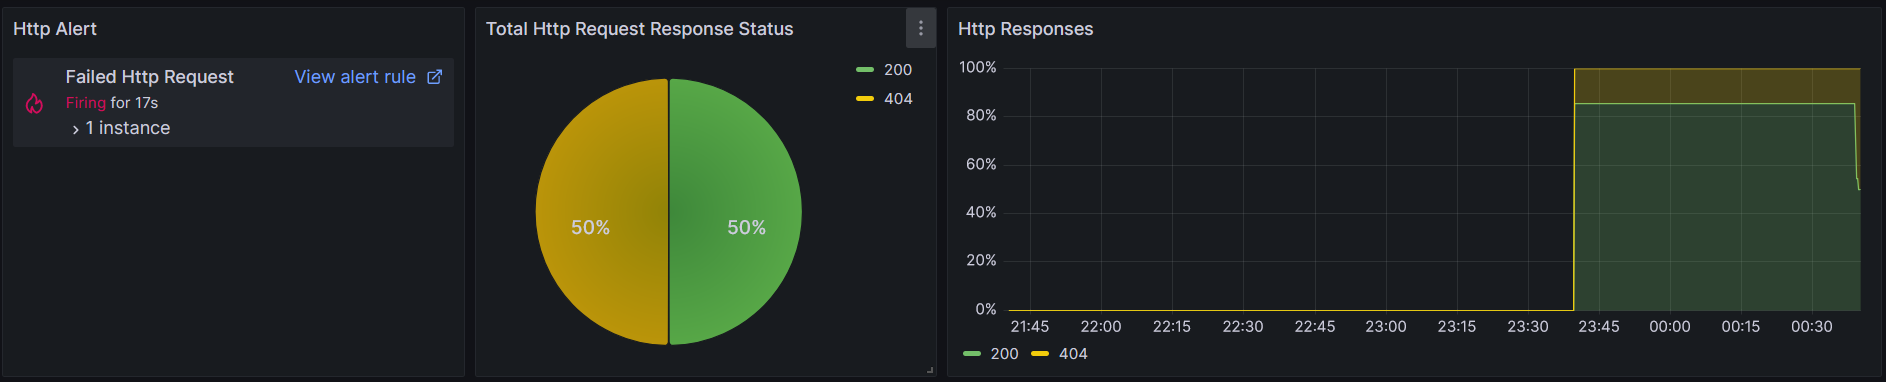 Http Alert
Failed Http Request
View alert rule
Firing for 17s
1 instance
Total Http Request Response Status
200
404
50%
50%
Http Responses
100%
80%
60%
40%
20%
0%
21:45 22:00 22:15 22:30 22:45 23:00 23:15 23:30 23:45 00:00 00:15 00:30
200 404